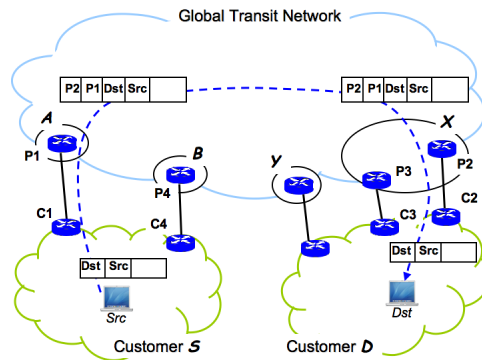 Global Transit Network
P2 P1 Dst Src
P2 P1 Dst Src
A
P1
B
P4
Y
X
P3
P2
C1
C4
C3
C2
Dst Src
Dst Src
Src
Dst
Customer S
Customer D